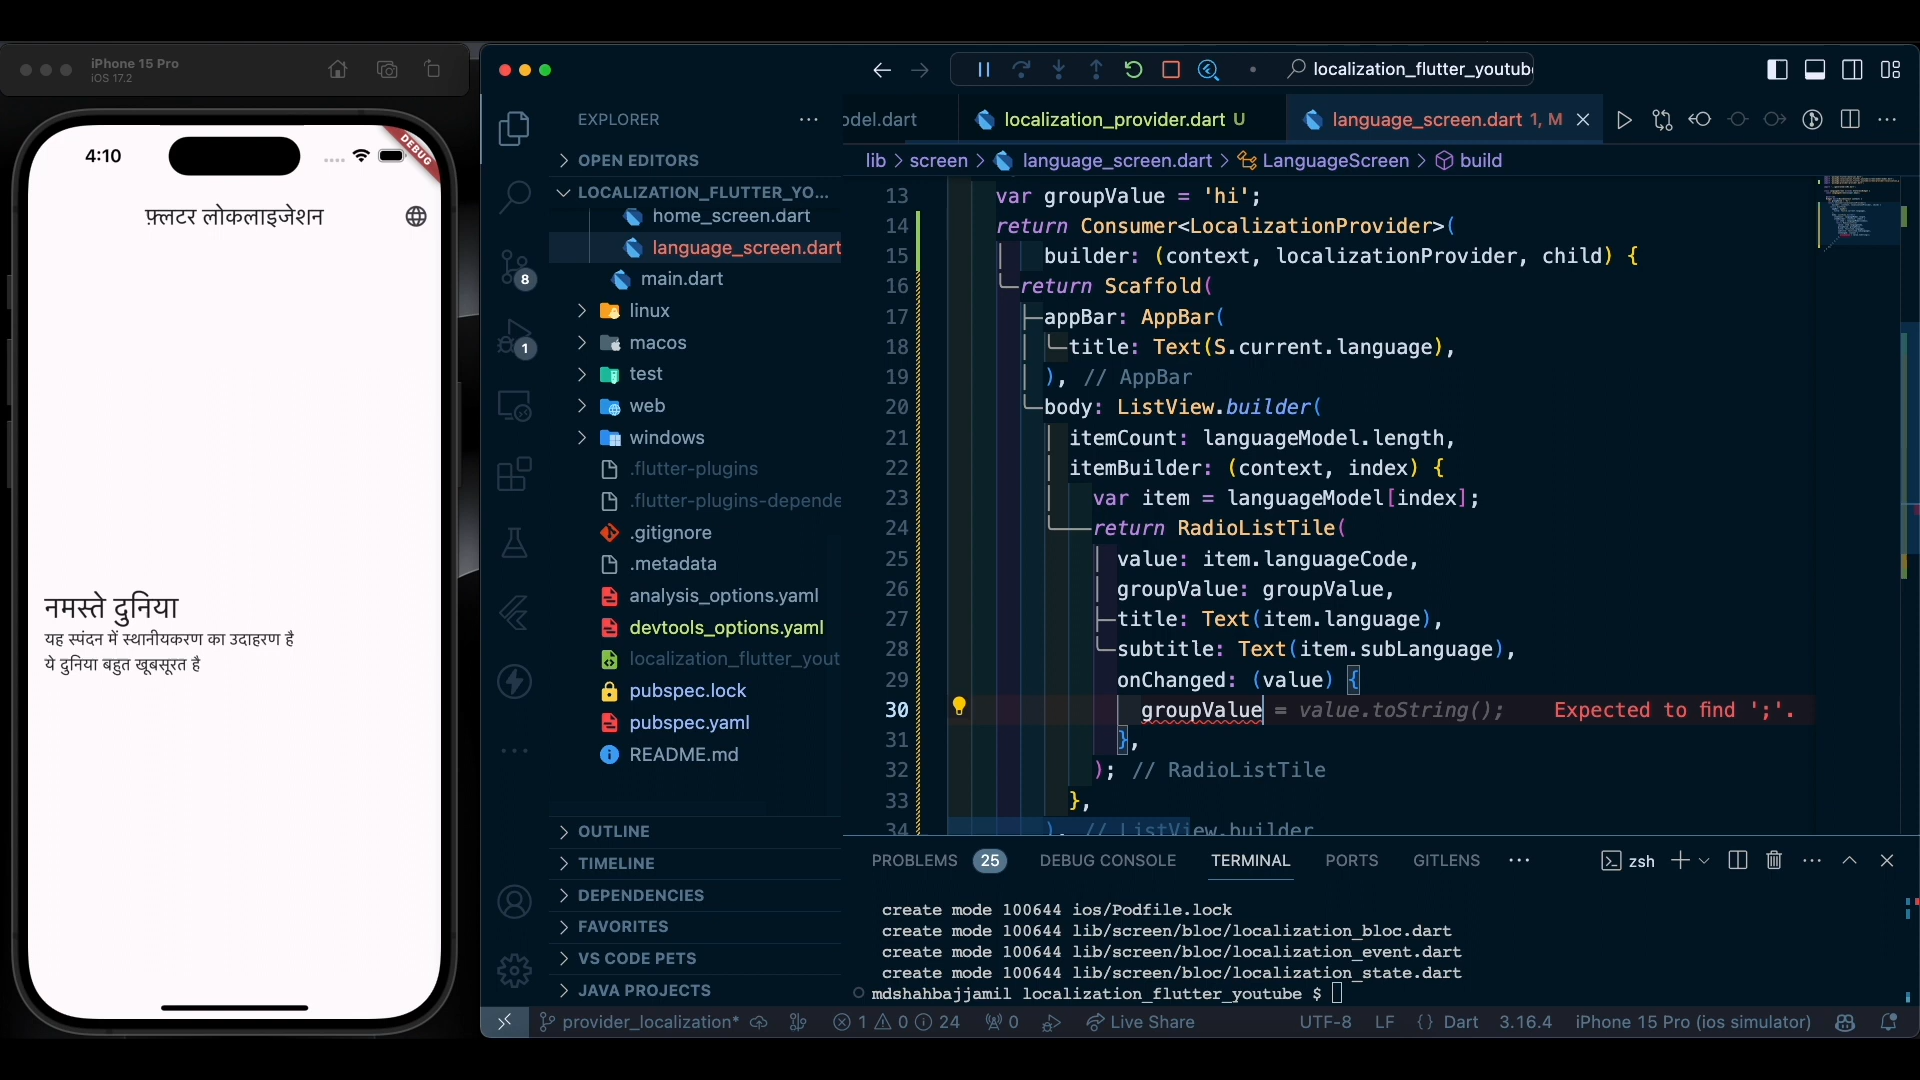 iPhone 15 Pro
iOS 17.2
4:10
DEBUG
फ़्लटर लोकलाइजेशन
नमस्ते दुनिया
यह स्पंदन में स्थानीयकरण का उदाहरण है
ये दुनिया बहुत खूबसूरत है
localization_flutter_youtub
EXPLORER
OPEN EDITORS
LOCALIZATION_FLUTTER_YO...
home_screen.dart
language_screen.dart
main.dart
linux
macos
test
web
windows
.flutter-plugins
.flutter-plugins-depende
.gitignore
.metadata
analysis_options.yaml
devtools_options.yaml
localization_flutter_yout
pubspec.lock
pubspec.yaml
README.md
OUTLINE
TIMELINE
DEPENDENCIES
FAVORITES
VS CODE PETS
JAVA PROJECTS
8
1
odel.dart
localization_provider.dart U
language_screen.dart 1, M
lib > screen > language_screen.dart > LanguageScreen > build
13 var groupValue = 'hi';
14 return Consumer<LocalizationProvider>(
15 builder: (context, localizationProvider, child) {
16 return Scaffold(
17 appBar: AppBar(
18 title: Text(S.current.language),
19 ), // AppBar
20 body: ListView.builder(
21 itemCount: languageModel.length,
22 itemBuilder: (context, index) {
23 var item = languageModel[index];
24 return RadioListTile(
25 value: item.languageCode,
26 groupValue: groupValue,
27 title: Text(item.language),
28 subtitle: Text(item.subLanguage),
29 onChanged: (value) {
30 groupValue = value.toString(); Expected to find ';'.
31 },
32 ); // RadioListTile
33 },
34 ), // ListView.builder
PROBLEMS 25 DEBUG CONSOLE TERMINAL PORTS GITLENS
zsh
create mode 100644 ios/Podfile.lock
create mode 100644 lib/screen/bloc/localization_bloc.dart
create mode 100644 lib/screen/bloc/localization_event.dart
create mode 100644 lib/screen/bloc/localization_state.dart
mdshahbajjamil localization_flutter_youtube $
provider_localization* 1 0 24 0 Live Share UTF-8 LF {} Dart 3.16.4 iPhone 15 Pro (ios simulator)